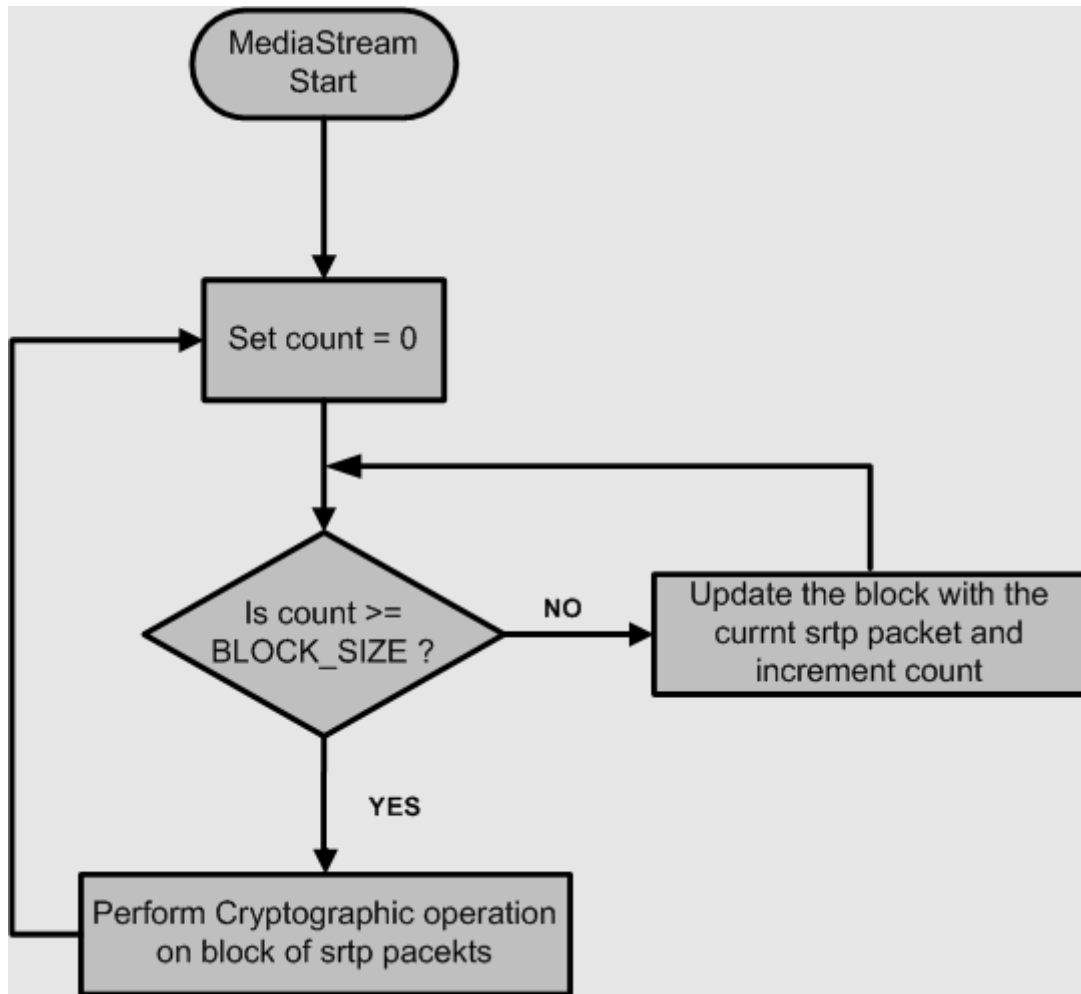 MediaStream
Start
Set count = 0
Is count >=
BLOCK_SIZE ?
NO
Update the block with the
currnt srtp packet and
increment count
YES
Perform Cryptographic operation
on block of srtp pacekts